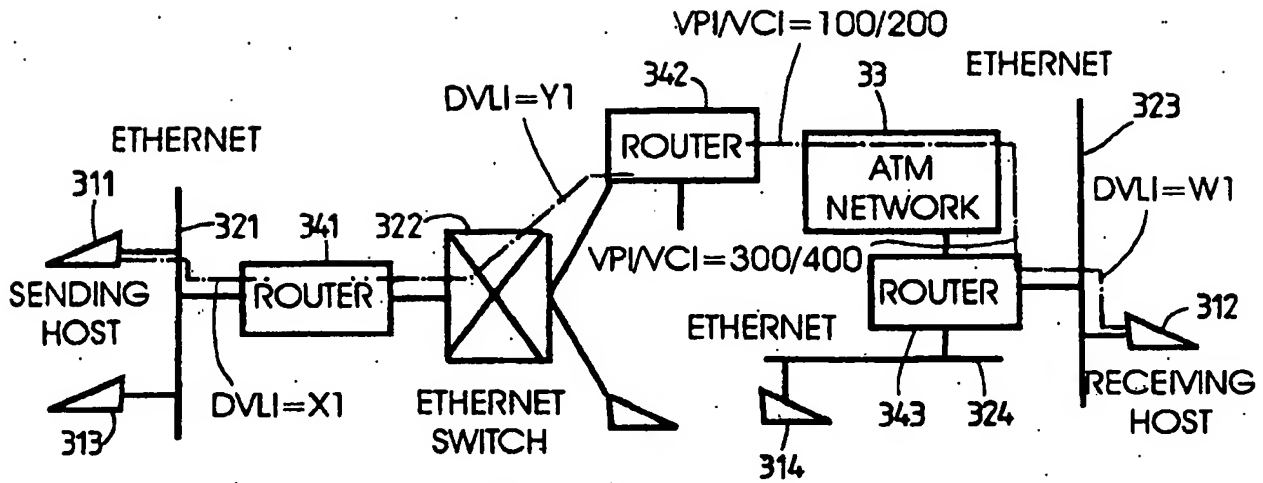 VPI/VCI=100/200
342
33
ETHERNET
DVLI=Y1
323
ETHERNET
ROUTER
ATM
NETWORK
DVLI=W1
311
321
341
322
VPI/VCI=300/400
ROUTER
SENDING
HOST
ROUTER
312
ETHERNET
DVLI=X1
ETHERNET
SWITCH
313
343
324
RECEIVING
HOST
314